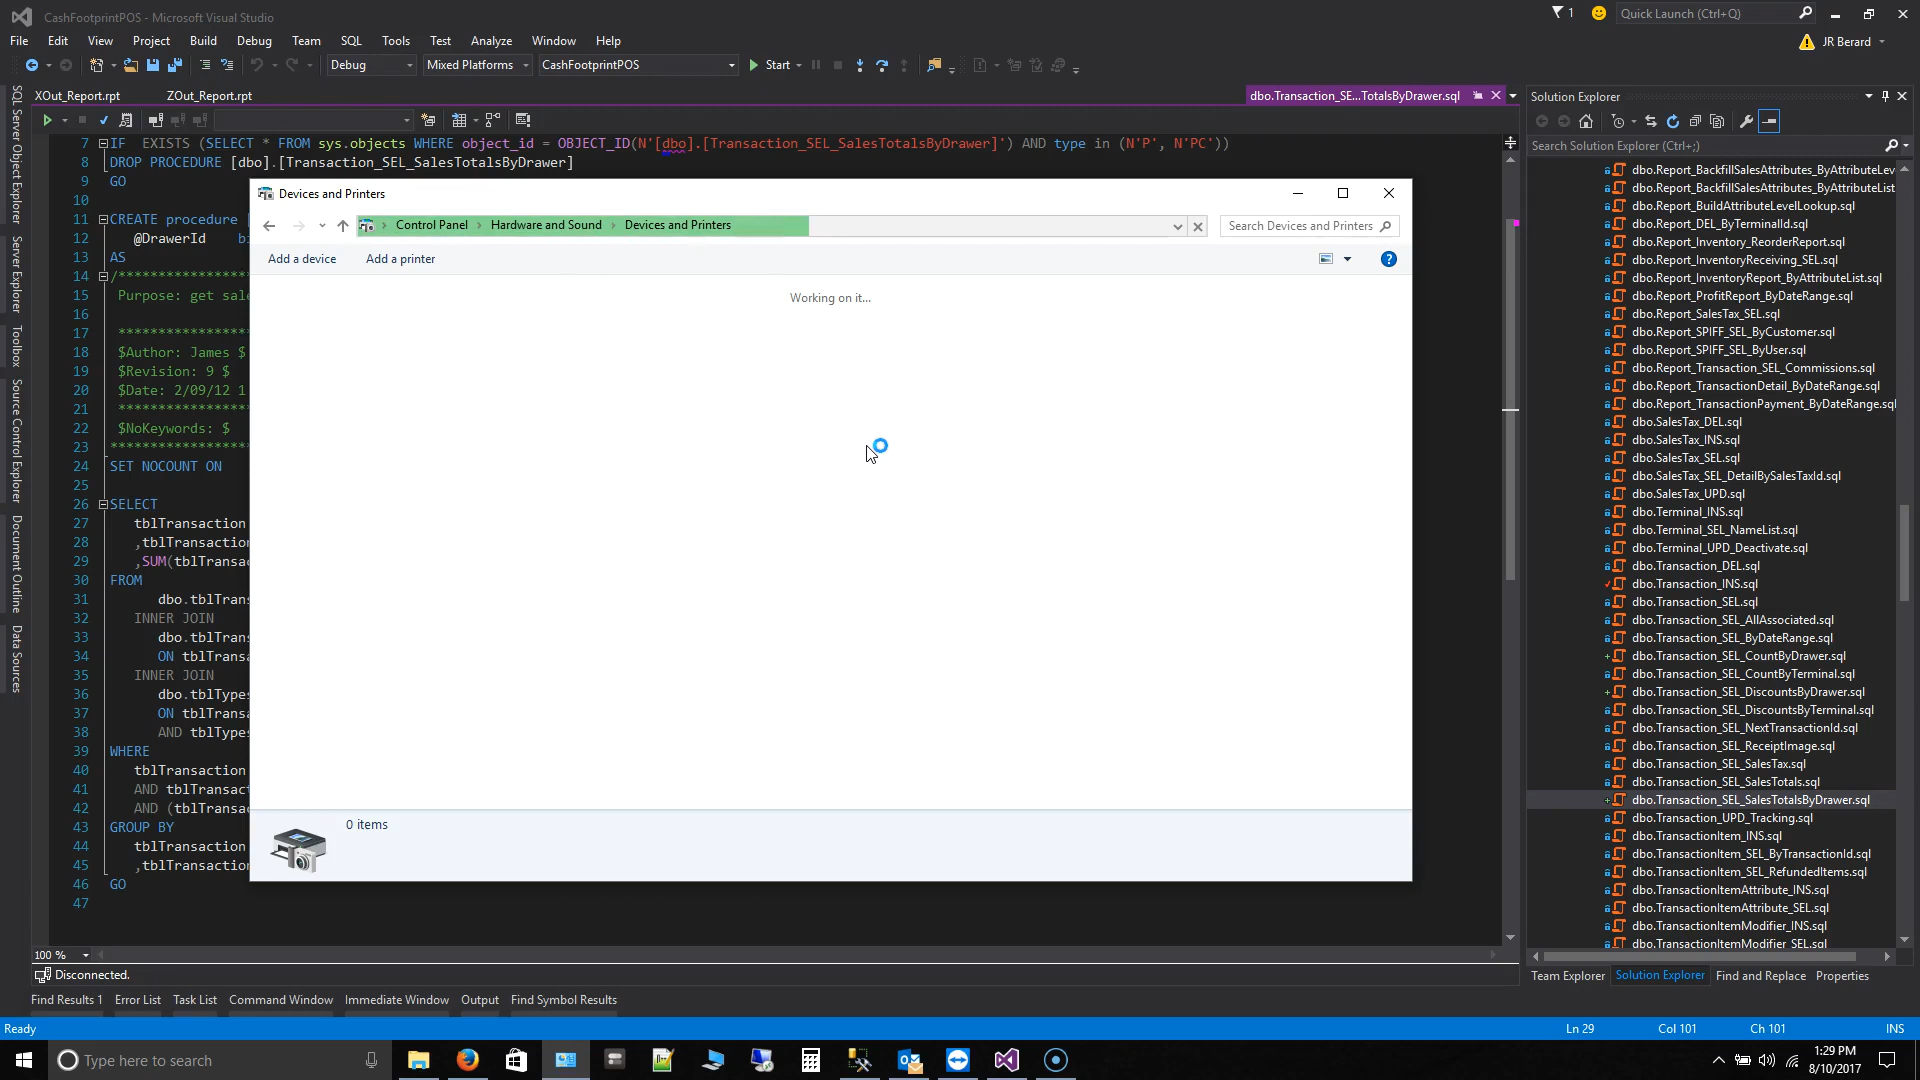 CashFootprintPOS - Microsoft Visual Studio
1
Quick Launch (Ctrl+Q)
File Edit View Project Build Debug Team SQL Tools Test Analyze Window Help
JR Berard
Debug Mixed Platforms CashFootprintPOS Start
XOut_Report.rpt ZOut_Report.rpt dbo.Transaction_SE...TotalsByDrawer.sql
SQL Server Object Explorer
Server Explorer
Toolbox
Source Control Explorer
Document Outline
Data Sources
7 IF EXISTS (SELECT * FROM sys.objects WHERE object_id = OBJECT_ID(N'[dbo].[Transaction_SEL_SalesTotalsByDrawer]') AND type in (N'P', N'PC'))
8 DROP PROCEDURE [dbo].[Transaction_SEL_SalesTotalsByDrawer]
9 GO
10
11 CREATE procedure
12 @DrawerId
13 AS
14 /*****************
15 Purpose: get sale
16
17 *****************
18 $Author: James $
19 $Revision: 9 $
20 $Date: 2/09/12 1
21 *****************
22 $NoKeywords: $
23 ******************
24 SET NOCOUNT ON
25
26 SELECT
27 tblTransaction
28 ,tblTransaction
29 ,SUM(tblTransac
30 FROM
31 dbo.tblTrans
32 INNER JOIN
33 dbo.tblTrans
34 ON tblTransa
35 INNER JOIN
36 dbo.tblTypes
37 ON tblTransa
38 AND tblTypes
39 WHERE
40 tblTransaction
41 AND tblTransact
42 AND (tblTransac
43 GROUP BY
44 tblTransaction
45 ,tblTransaction
46 GO
47
100 %
Disconnected.
Find Results 1 Error List Task List Command Window Immediate Window Output Find Symbol Results
Ready Ln 29 Col 101 Ch 101 INS
Devices and Printers
Control Panel Hardware and Sound Devices and Printers
Search Devices and Printers
Add a device Add a printer
Working on it...
0 items
Solution Explorer
Search Solution Explorer (Ctrl+;)
dbo.Report_BackfillSalesAttributes_ByAttributeLev
dbo.Report_BackfillSalesAttributes_ByAttributeList
dbo.Report_BuildAttributeLevelLookup.sql
dbo.Report_DEL_ByTerminalId.sql
dbo.Report_Inventory_ReorderReport.sql
dbo.Report_InventoryReceiving_SEL.sql
dbo.Report_InventoryReport_ByAttributeList.sql
dbo.Report_ProfitReport_ByDateRange.sql
dbo.Report_SalesTax_SEL.sql
dbo.Report_SPIFF_SEL_ByCustomer.sql
dbo.Report_SPIFF_SEL_ByUser.sql
dbo.Report_Transaction_SEL_Commissions.sql
dbo.Report_TransactionDetail_ByDateRange.sql
dbo.Report_TransactionPayment_ByDateRange.sql
dbo.SalesTax_DEL.sql
dbo.SalesTax_INS.sql
dbo.SalesTax_SEL.sql
dbo.SalesTax_SEL_DetailBySalesTaxId.sql
dbo.SalesTax_UPD.sql
dbo.Terminal_INS.sql
dbo.Terminal_SEL_NameList.sql
dbo.Terminal_UPD_Deactivate.sql
dbo.Transaction_DEL.sql
dbo.Transaction_INS.sql
dbo.Transaction_SEL.sql
dbo.Transaction_SEL_AllAssociated.sql
dbo.Transaction_SEL_ByDateRange.sql
dbo.Transaction_SEL_CountByDrawer.sql
dbo.Transaction_SEL_CountByTerminal.sql
dbo.Transaction_SEL_DiscountsByDrawer.sql
dbo.Transaction_SEL_DiscountsByTerminal.sql
dbo.Transaction_SEL_NextTransactionId.sql
dbo.Transaction_SEL_ReceiptImage.sql
dbo.Transaction_SEL_SalesTax.sql
dbo.Transaction_SEL_SalesTotals.sql
dbo.Transaction_SEL_SalesTotalsByDrawer.sql
dbo.Transaction_UPD_Tracking.sql
dbo.TransactionItem_INS.sql
dbo.TransactionItem_SEL_ByTransactionId.sql
dbo.TransactionItem_SEL_RefundedItems.sql
dbo.TransactionItemAttribute_INS.sql
dbo.TransactionItemAttribute_SEL.sql
dbo.TransactionItemModifier_INS.sql
dbo.TransactionItemModifier_SEL.sql
Team Explorer Solution Explorer Find and Replace Properties
Type here to search
1:29 PM
8/10/2017